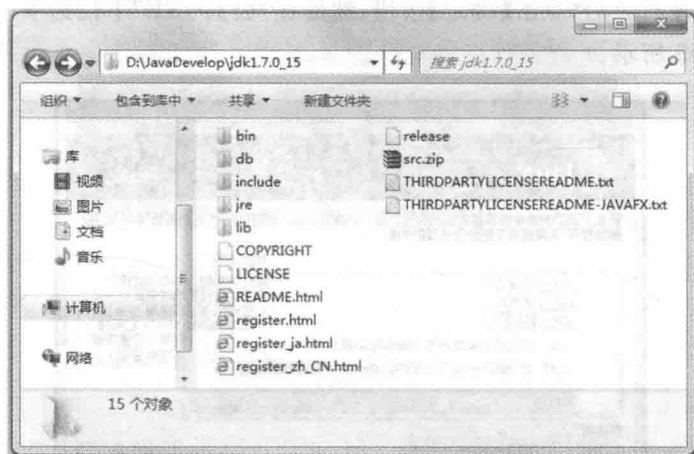 D:\JavaDevelop\jdk1.7.0_15
搜索 jdk1.7.0_15
组织 包含到库中 共享 新建文件夹
库
视频
图片
文档
音乐
计算机
网络
bin
db
include
jre
lib
COPYRIGHT
LICENSE
README.html
register.html
register_ja.html
register_zh_CN.html
release
src.zip
THIRDPARTYLICENSEREADME.txt
THIRDPARTYLICENSEREADME-JAVAFX.txt
15 个对象